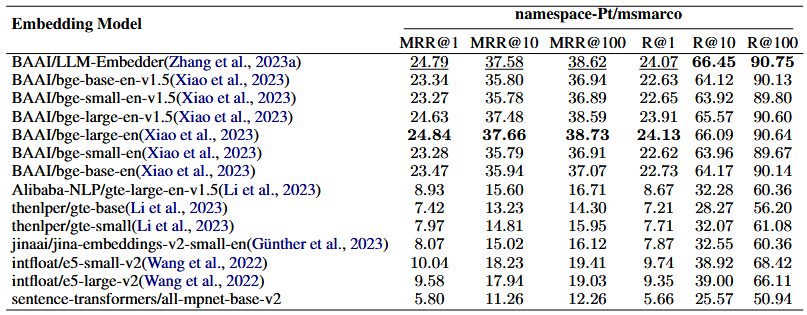 Embedding Model namespace-Pt/msmarco
MRR@1 MRR@10 MRR@100 R@1 R@10 R@100
BAAI/LLM-Embedder(Zhang et al., 2023a) 24.79 37.58 38.62 24.07 66.45 90.75
BAAI/bge-base-en-v1.5(Xiao et al., 2023) 23.34 35.80 36.94 22.63 64.12 90.13
BAAI/bge-small-en-v1.5(Xiao et al., 2023) 23.27 35.78 36.89 22.65 63.92 89.80
BAAI/bge-large-en-v1.5(Xiao et al., 2023) 24.63 37.48 38.59 23.91 65.57 90.60
BAAI/bge-large-en(Xiao et al., 2023) 24.84 37.66 38.73 24.13 66.09 90.64
BAAI/bge-small-en(Xiao et al., 2023) 23.28 35.79 36.91 22.62 63.96 89.67
BAAI/bge-base-en(Xiao et al., 2023) 23.47 35.94 37.07 22.73 64.17 90.14
Alibaba-NLP/gte-large-en-v1.5(Li et al., 2023) 8.93 15.60 16.71 8.67 32.28 60.36
thenlper/gte-base(Li et al., 2023) 7.42 13.23 14.30 7.21 28.27 56.20
thenlper/gte-small(Li et al., 2023) 7.97 14.81 15.95 7.71 32.07 61.08
jinaai/jina-embeddings-v2-small-en(Günther et al., 2023) 8.07 15.02 16.12 7.87 32.55 60.36
intfloat/e5-small-v2(Wang et al., 2022) 10.04 18.23 19.41 9.74 38.92 68.42
intfloat/e5-large-v2(Wang et al., 2022) 9.58 17.94 19.03 9.35 39.00 66.11
sentence-transformers/all-mpnet-base-v2 5.80 11.26 12.26 5.66 25.57 50.94